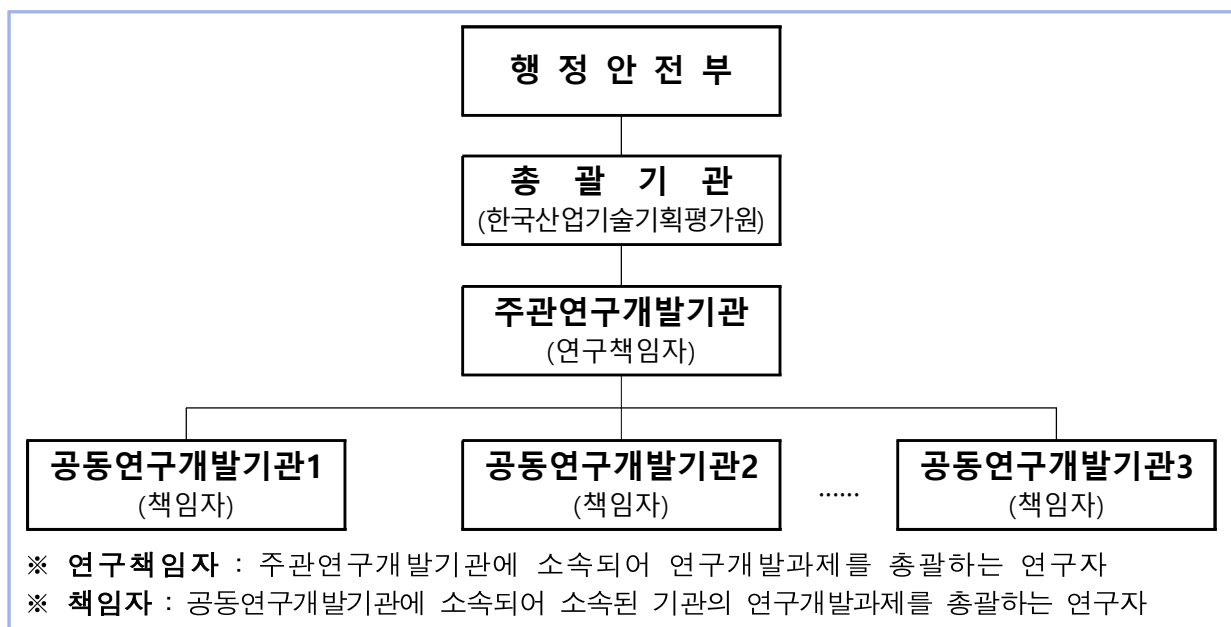 행 정 안 전 부
총 괄 기 관
(한국산업기술기획평가원)
주관연구개발기관
(연구책임자)
공동연구개발기관1
(책임자)
공동연구개발기관2
(책임자)
......
공동연구개발기관3
(책임자)
※ 연구책임자 : 주관연구개발기관에 소속되어 연구개발과제를 총괄하는 연구자
※ 책임자 : 공동연구개발기관에 소속되어 소속된 기관의 연구개발과제를 총괄하는 연구자